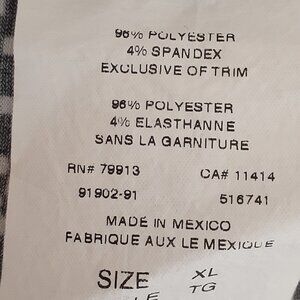 96% POLYESTER
4% SPANDEX
EXCLUSIVE OF TRIM
96% POLYESTER
4% ELASTHANNE
SANS LA GARNITURE
RN# 79913 CA# 11414
91902-91 516741
MADE IN MEXICO
FABRIQUE AUX LE MEXIQUE
SIZE XL
TG